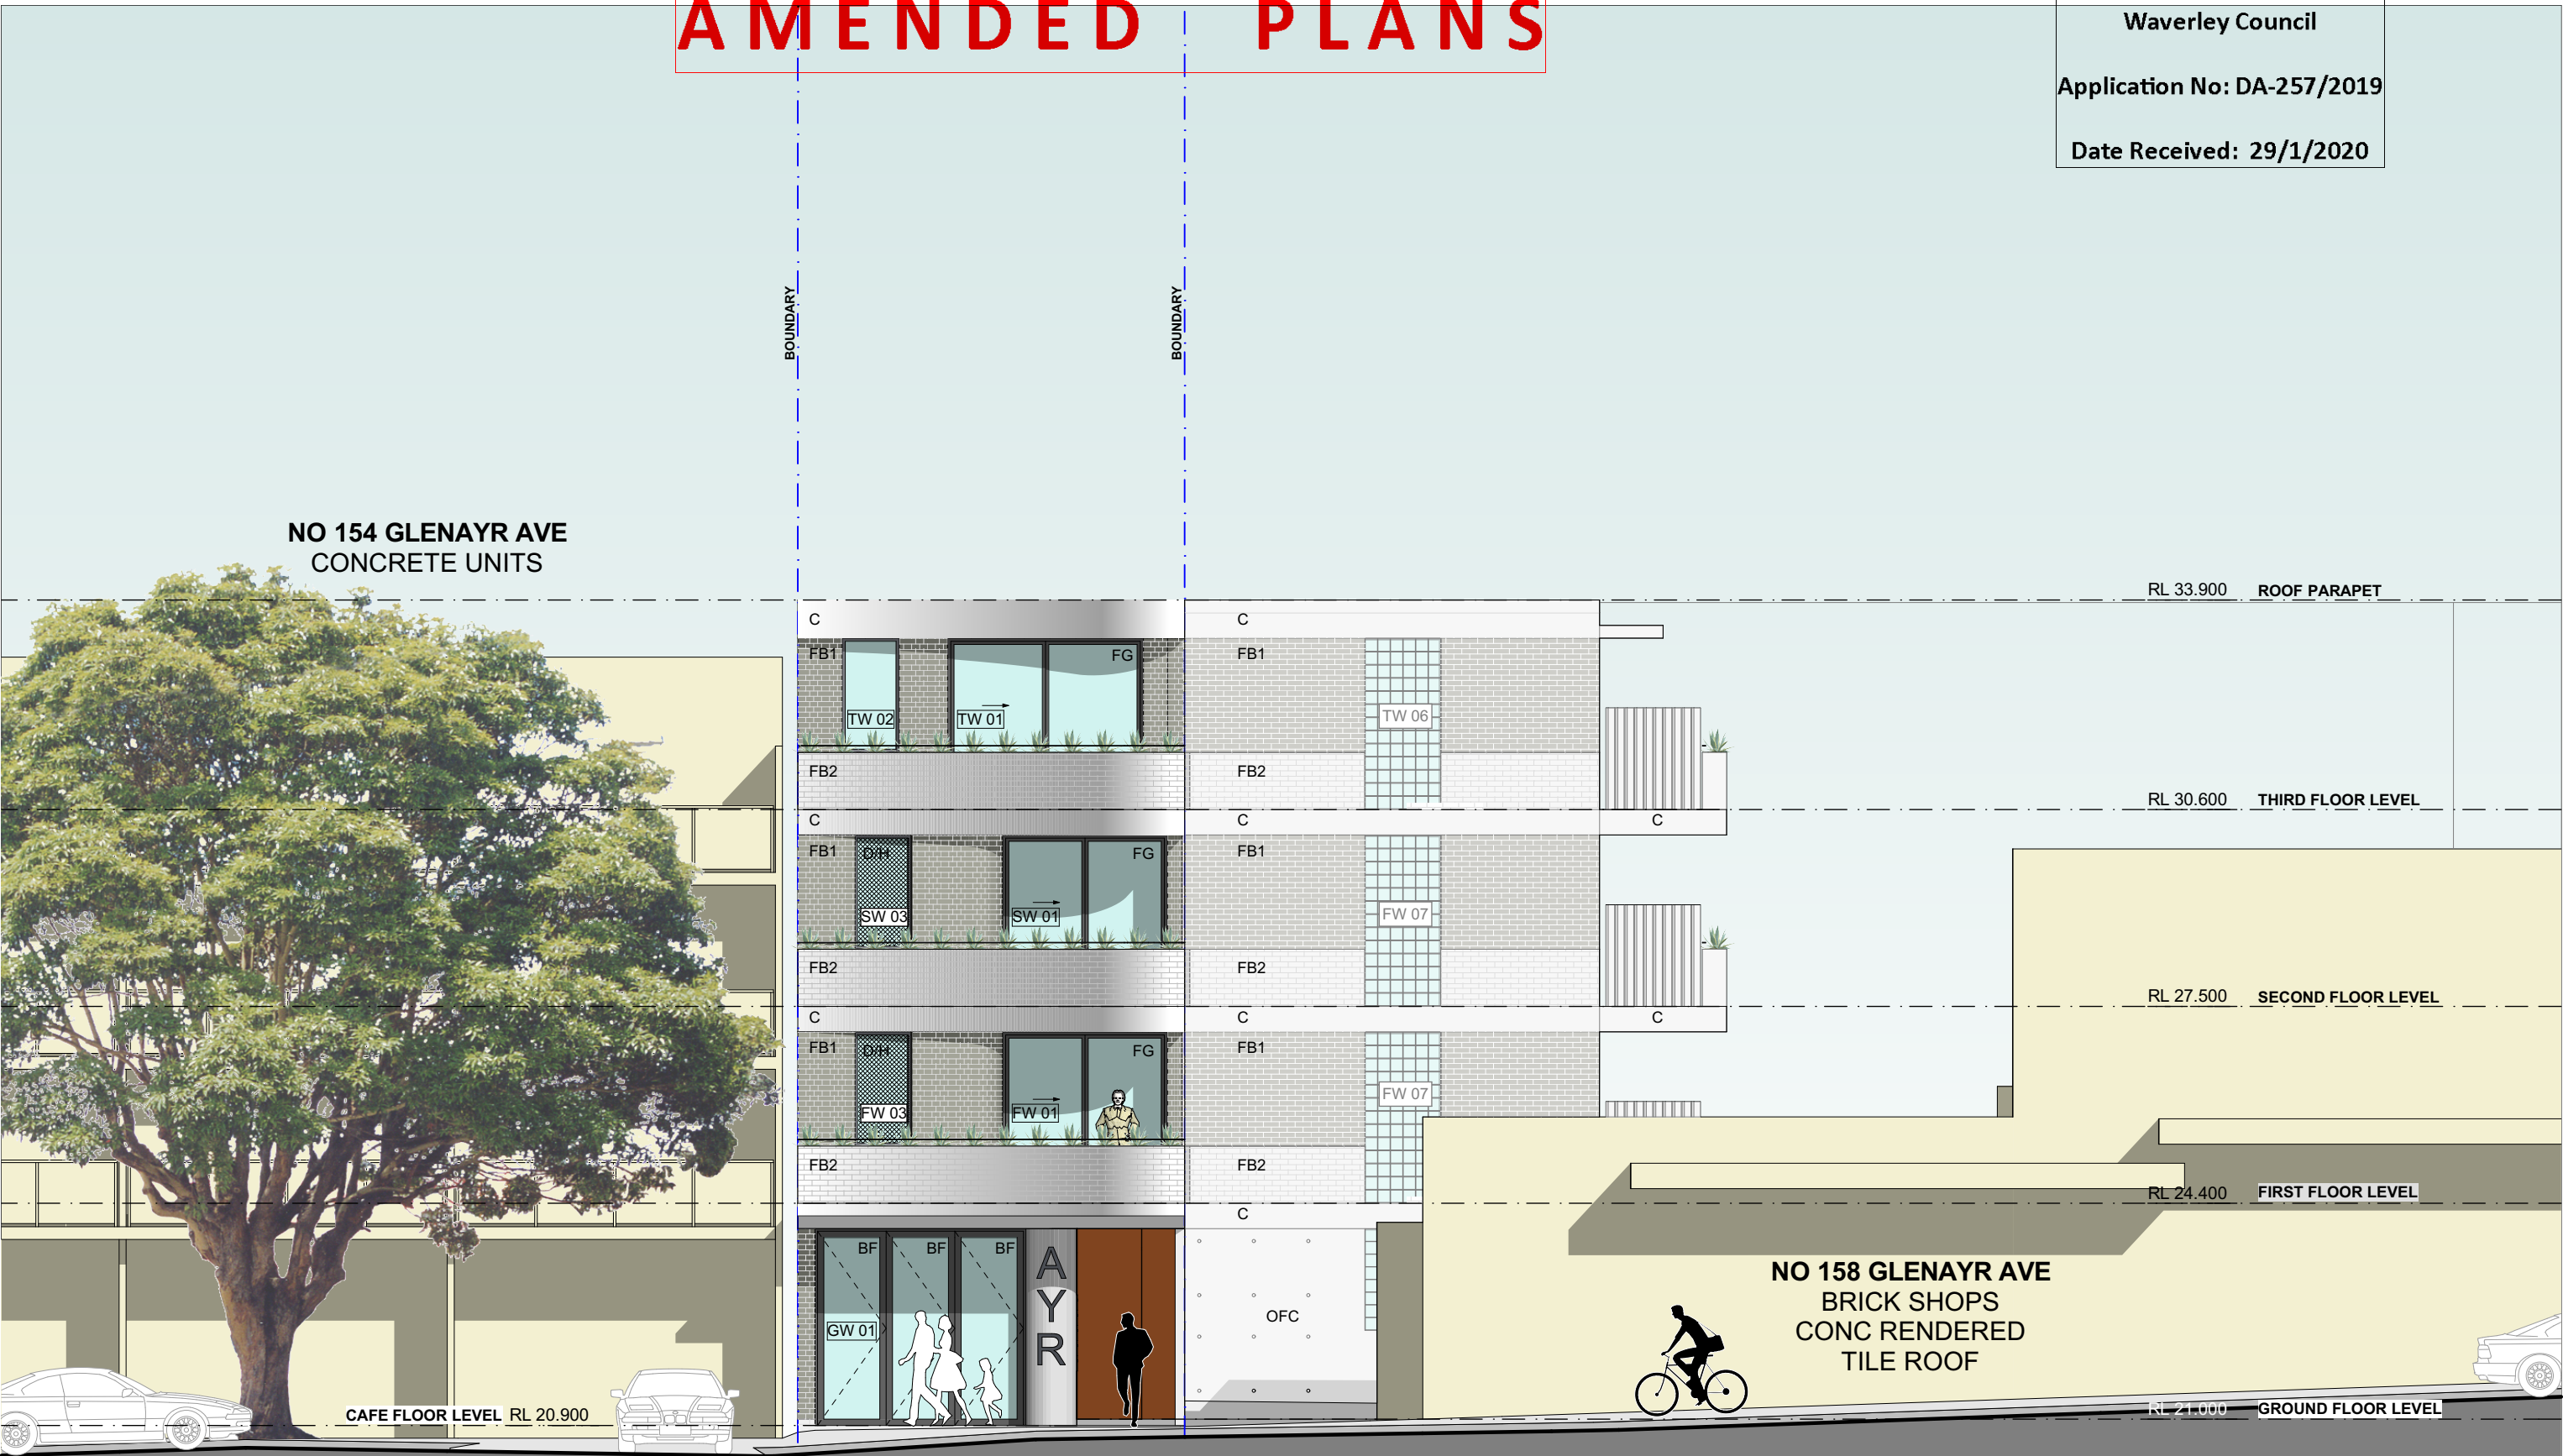 AMENDED PLANS
Waverley Council
Application No: DA-257/2019
Date Received: 29/1/2020
BOUNDARY
BOUNDARY
NO 154 GLENAYR AVE
CONCRETE UNITS
RL 33.900 ROOF PARAPET
C
C
FB1
FG
FB1
TW 02
TW 01
TW 06
FB2
FB2
RL 30.600 THIRD FLOOR LEVEL
C
C
C
FB1
D/H
FG
FB1
SW 03
SW 01
FW 07
FB2
FB2
RL 27.500 SECOND FLOOR LEVEL
C
C
C
FB1
D/H
FG
FB1
FW 03
FW 01
FW 07
FB2
FB2
RL 24.400 FIRST FLOOR LEVEL
C
BF
BF
BF
AYR
GW 01
OFC
NO 158 GLENAYR AVE
BRICK SHOPS
CONC RENDERED
TILE ROOF
CAFE FLOOR LEVEL RL 20.900
RL 21.000 GROUND FLOOR LEVEL